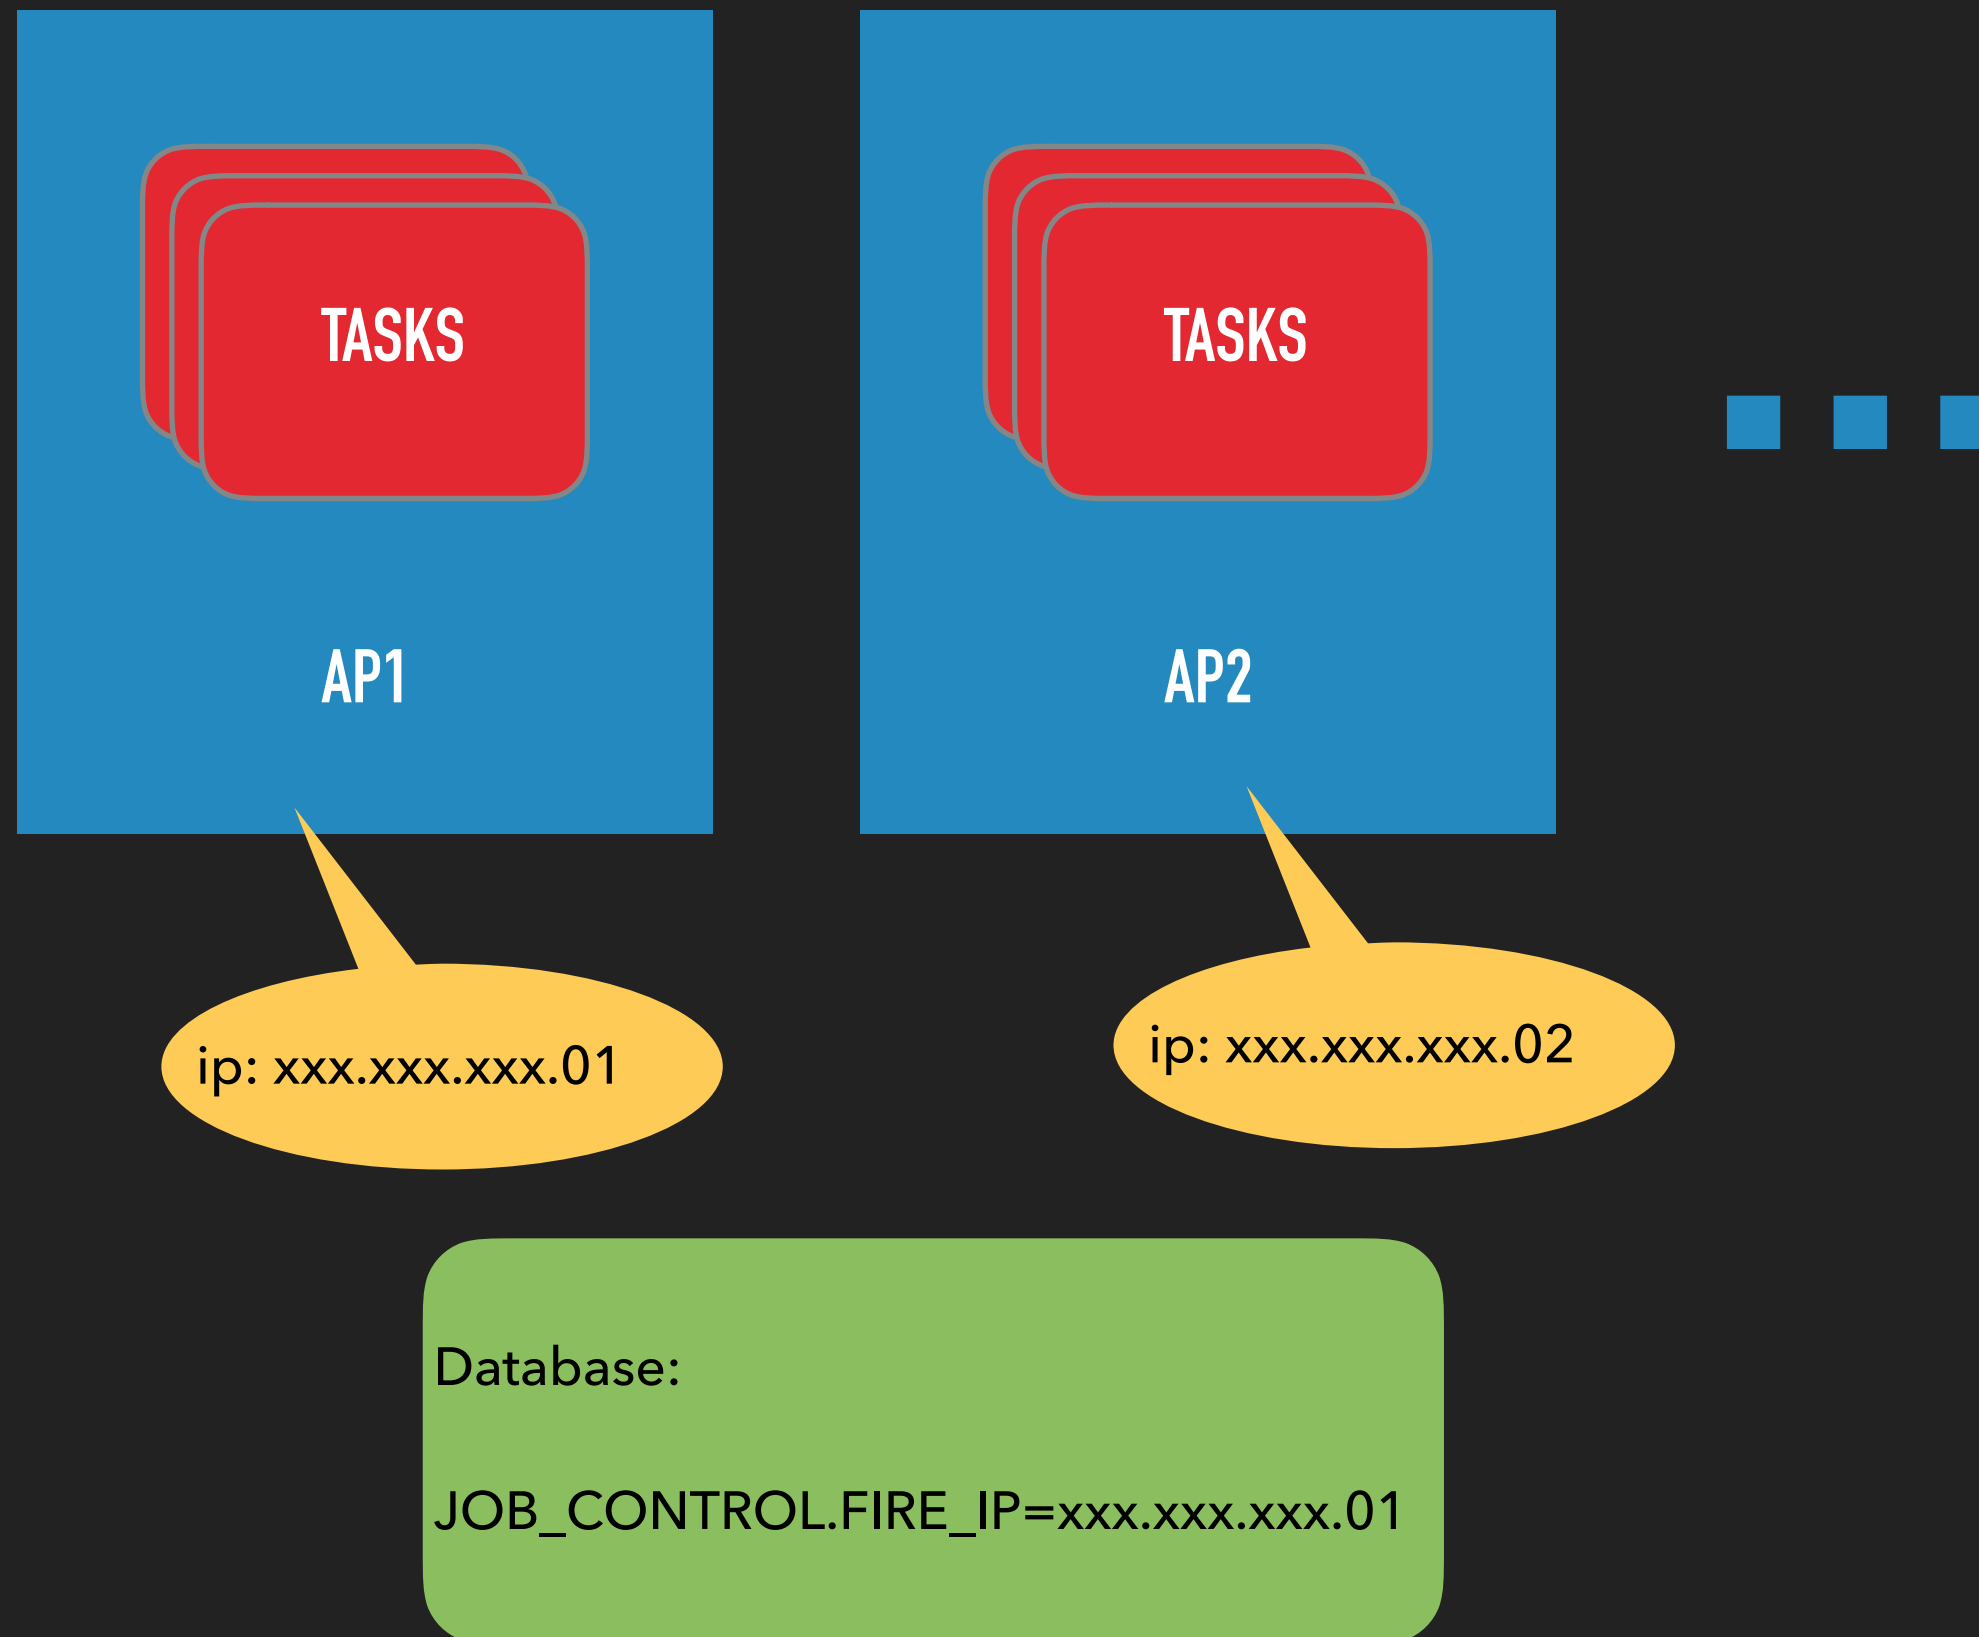 TASKS
AP1
ip: xxx.xxx.xxx.01
TASKS
AP2
ip: xxx.xxx.xxx.02
Database:
JOB_CONTROL.FIRE_IP=xxx.xxx.xxx.01